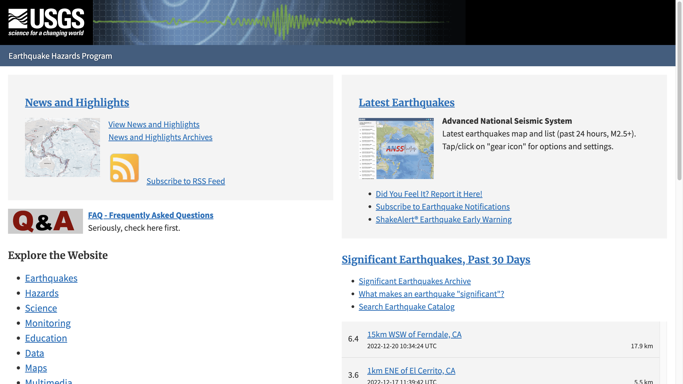 USGS
science for a changing world
Earthquake Hazards Program
News and Highlights
View News and Highlights
News and Highlights Archives
Subscribe to RSS Feed
Q&A
FAQ - Frequently Asked Questions
Seriously, check here first.
Explore the Website
Earthquakes
Hazards
Science
Monitoring
Education
Data
Maps
Multimedia
Latest Earthquakes
ANSS
Advanced National Seismic System
Latest earthquakes map and list (past 24 hours, M2.5+).
Tap/click on "gear icon" for options and settings.
Did You Feel It? Report it Here!
Subscribe to Earthquake Notifications
ShakeAlert® Earthquake Early Warning
Significant Earthquakes, Past 30 Days
Significant Earthquakes Archive
What makes an earthquake "significant"?
Search Earthquake Catalog
6.4
15km WSW of Ferndale, CA
2022-12-20 10:34:24 UTC
17.9 km
3.6
1km ENE of El Cerrito, CA
2022-12-17 11:39:42 UTC
5.5 km